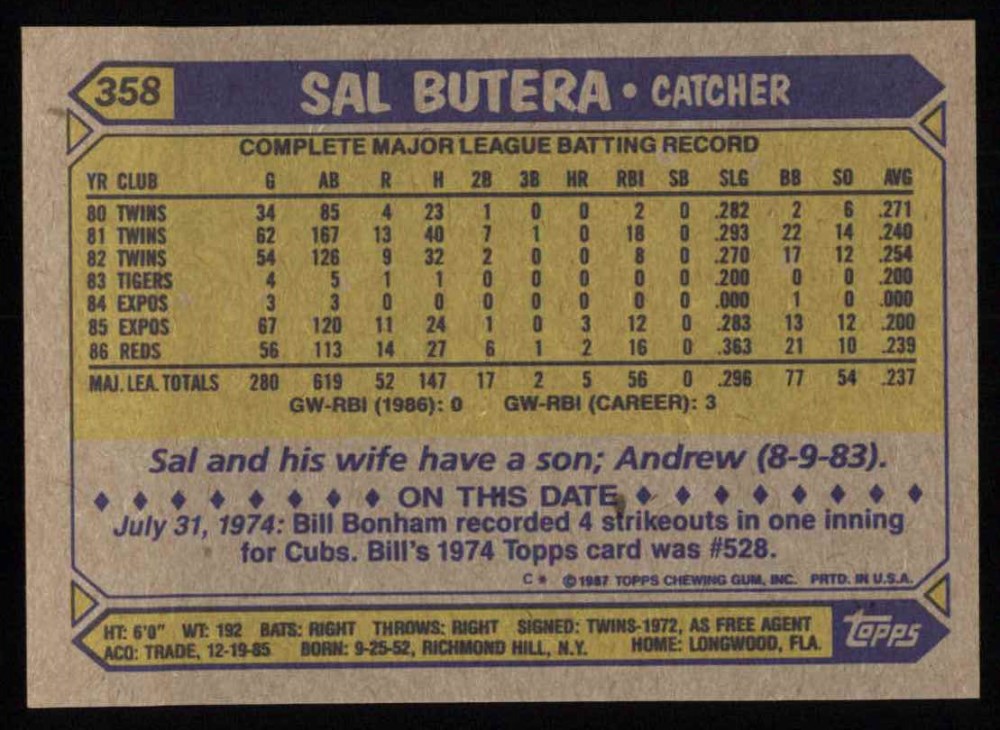 358 SAL BUTERA • CATCHER
COMPLETE MAJOR LEAGUE BATTING RECORD
YR CLUB G AB R H 2B 3B HR RBI SB SLG BB SO AVG
80 TWINS 34 85 4 23 1 0 0 2 0 .282 2 6 .271
81 TWINS 62 167 13 40 7 1 0 18 0 .293 22 14 .240
82 TWINS 54 126 9 32 2 0 0 8 0 .270 17 12 .254
83 TIGERS 4 5 1 1 0 0 0 0 0 .200 0 0 .200
84 EXPOS 3 3 0 0 0 0 0 0 0 .000 1 0 .000
85 EXPOS 67 120 11 24 1 0 3 12 0 .283 13 12 .200
86 REDS 56 113 14 27 6 1 2 16 0 .363 21 10 .239
MAJ. LEA. TOTALS 280 619 52 147 17 2 5 56 0 .296 77 54 .237
GW-RBI (1986): 0 GW-RBI (CAREER): 3
Sal and his wife have a son; Andrew (8-9-83).
♦ ♦ ♦ ♦ ♦ ♦ ♦ ♦ ON THIS DATE ♦ ♦ ♦ ♦ ♦ ♦ ♦ ♦
July 31, 1974: Bill Bonham recorded 4 strikeouts in one inning
for Cubs. Bill's 1974 Topps card was #528.
C* ©1987 TOPPS CHEWING GUM, INC. PRTD. IN U.S.A.
HT: 6'0" WT: 192 BATS: RIGHT THROWS: RIGHT SIGNED: TWINS-1972, AS FREE AGENT
ACQ: TRADE, 12-19-85 BORN: 9-25-52, RICHMOND HILL, N.Y. HOME: LONGWOOD, FLA.
topps